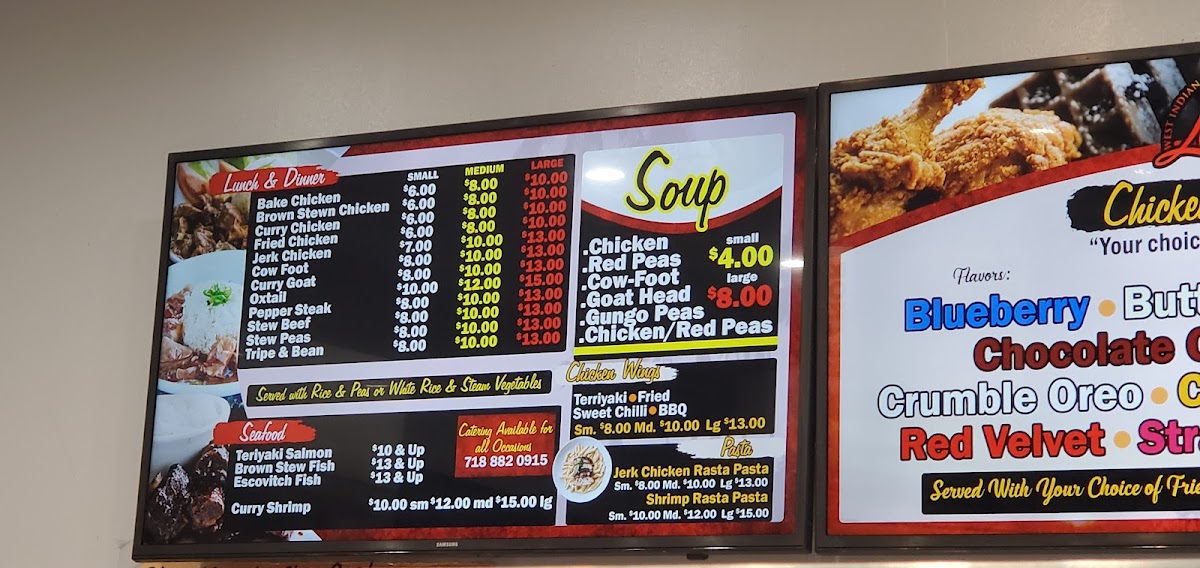 Lunch & Dinner SMALL MEDIUM LARGE
Bake Chicken $6.00 $8.00 $10.00
Brown Stewn Chicken $6.00 $8.00 $10.00
Curry Chicken $6.00 $8.00 $10.00
Fried Chicken $6.00 $8.00 $10.00
Jerk Chicken $7.00 $10.00 $13.00
Cow Foot $8.00 $10.00 $13.00
Curry Goat $8.00 $10.00 $13.00
Oxtail $10.00 $12.00 $15.00
Pepper Steak $8.00 $10.00 $13.00
Stew Beef $8.00 $10.00 $13.00
Stew Peas $8.00 $10.00 $13.00
Tripe & Bean $8.00 $10.00 $13.00
Served with Rice & Peas or White Rice & Steam Vegetables
Seafood
Teriyaki Salmon $10 & Up
Brown Stew Fish $13 & Up
Escovitch Fish $13 & Up
Curry Shrimp $10.00 sm $12.00 md $15.00 lg
Catering Available for
all Occasions
718 882 0915
Soup
.Chicken
.Red Peas
.Cow-Foot
.Goat Head
.Gungo Peas
.Chicken/Red Peas
small
$4.00
large
$8.00
Chicken Wings
Terriyaki • Fried
Sweet Chilli • BBQ
Sm. $8.00 Md. $10.00 Lg $13.00
Pasta
Jerk Chicken Rasta Pasta
Sm. $8.00 Md. $10.00 Lg $13.00
Shrimp Rasta Pasta
Sm. $10.00 Md. $12.00 Lg $15.00
SAMSUNG
WEST INDIAN
Chicke
"Your choic
Flavors:
Blueberry • Butt
Chocolate C
Crumble Oreo • C
Red Velvet • Str
Served With Your Choice of Frie